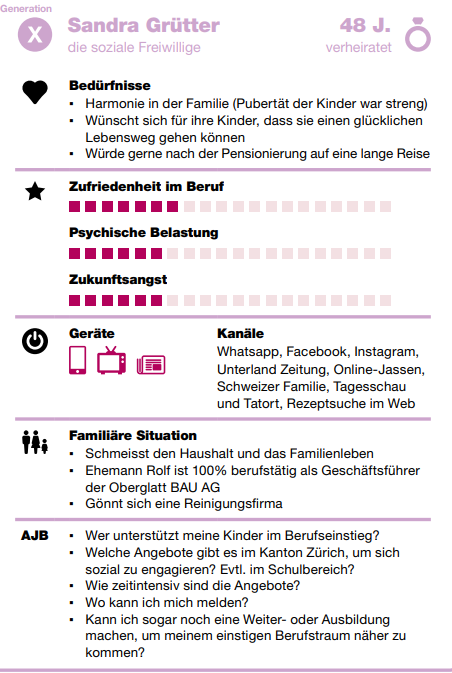 Generation
X
Sandra Grütter
48 J.
die soziale Freiwillige
verheiratet
Bedürfnisse
▪ Harmonie in der Familie (Pubertät der Kinder war streng)
▪ Wünscht sich für ihre Kinder, dass sie einen glücklichen
Lebensweg gehen können
▪ Würde gerne nach der Pensionierung auf eine lange Reise
Zufriedenheit im Beruf
Psychische Belastung
Zukunftsangst
Geräte
Kanäle
Whatsapp, Facebook, Instagram,
Unterland Zeitung, Online-Jassen,
Schweizer Familie, Tagesschau
und Tatort, Rezeptsuche im Web
Familiäre Situation
▪ Schmeisst den Haushalt und das Familienleben
▪ Ehemann Rolf ist 100% berufstätig als Geschäftsführer
der Oberglatt BAU AG
▪ Gönnt sich eine Reinigungsfirma
AJB
▪ Wer unterstützt meine Kinder im Berufseinstieg?
▪ Welche Angebote gibt es im Kanton Zürich, um sich
sozial zu engagieren? Evtl. im Schulbereich?
▪ Wie zeitintensiv sind die Angebote?
▪ Wo kann ich mich melden?
▪ Kann ich sogar noch eine Weiter- oder Ausbildung
machen, um meinem einstigen Berufstraum näher zu
kommen?